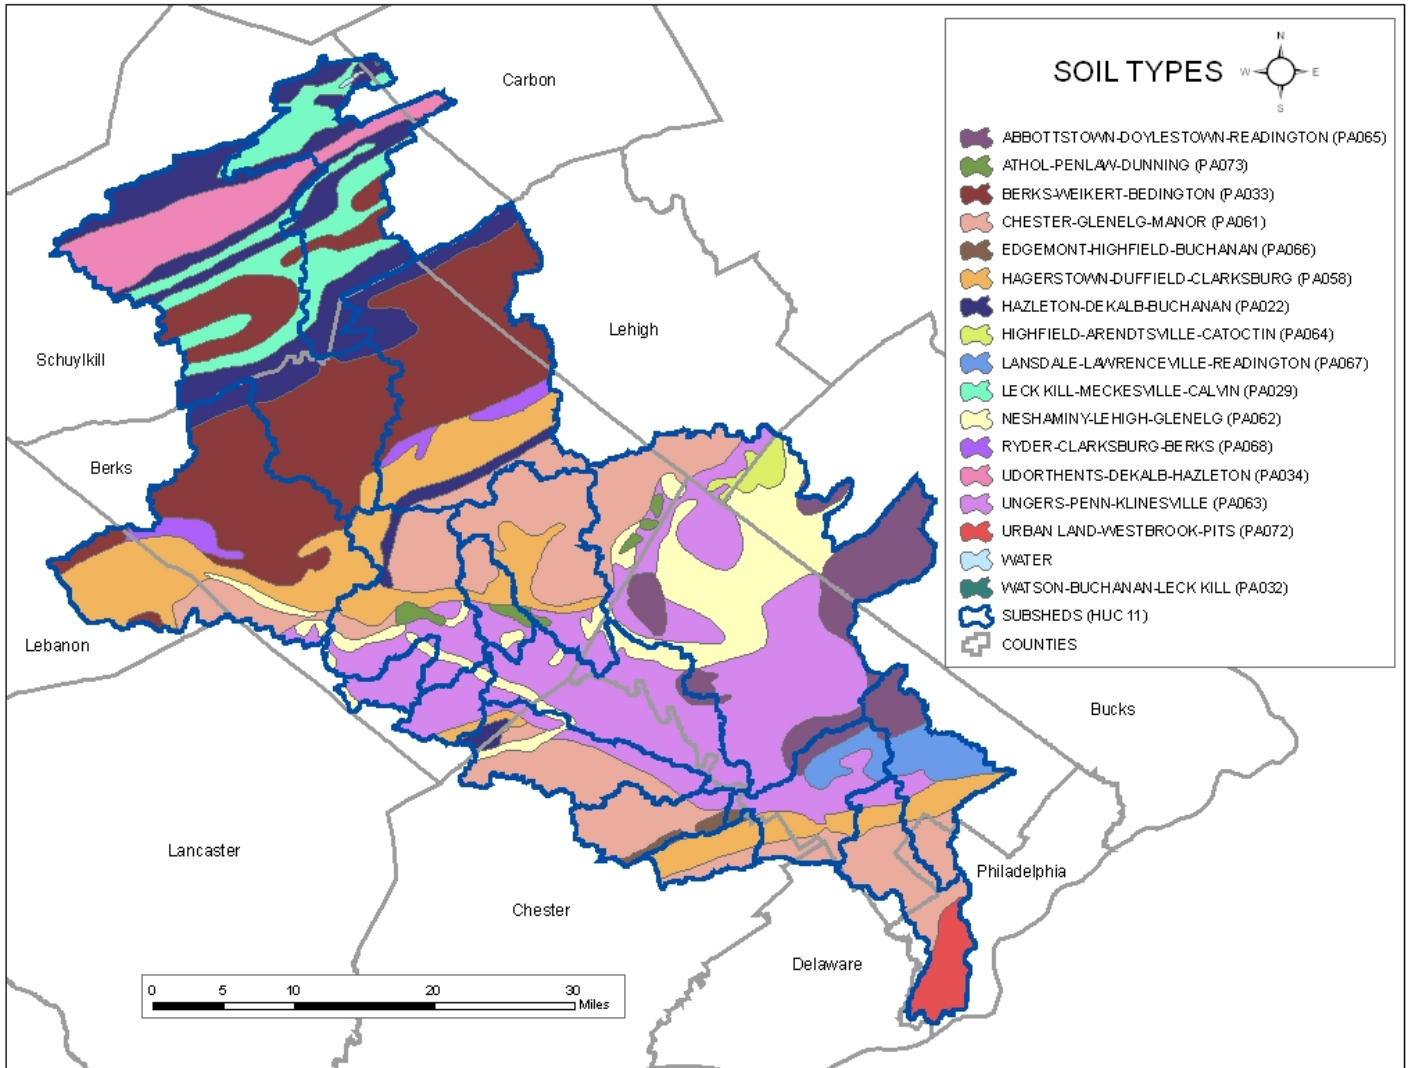 Carbon
Lehigh
Schuylkill
Berks
Lebanon
Lancaster
Chester
Delaware
Philadelphia
Bucks
SOIL TYPES
N
W E
S
ABBOTTSTOWN-DOYLESTOWN-READINGTON (PA065)
ATHOL-PENLAW-DUNNING (PA073)
BERKS-WEIKERT-BEDINGTON (PA033)
CHESTER-GLENELG-MANOR (PA061)
EDGEMONT-HIGHFIELD-BUCHANAN (PA066)
HAGERSTOWN-DUFFIELD-CLARKSBURG (PA058)
HAZLETON-DEKALB-BUCHANAN (PA022)
HIGHFIELD-ARENDTSVILLE-CATOCTIN (PA064)
LANSDALE-LAWRENCEVILLE-READINGTON (PA067)
LECK KILL-MECKESVILLE-CALVIN (PA029)
NESHAMINY-LEHIGH-GLENELG (PA062)
RYDER-CLARKSBURG-BERKS (PA068)
UDORTHENTS-DEKALB-HAZLETON (PA034)
UNGERS-PENN-KLINESVILLE (PA063)
URBAN LAND-WESTBROOK-PITS (PA072)
WATER
WATSON-BUCHANAN-LECK KILL (PA032)
SUBSHEDS (HUC 11)
COUNTIES
0 5 10 20 30
Miles